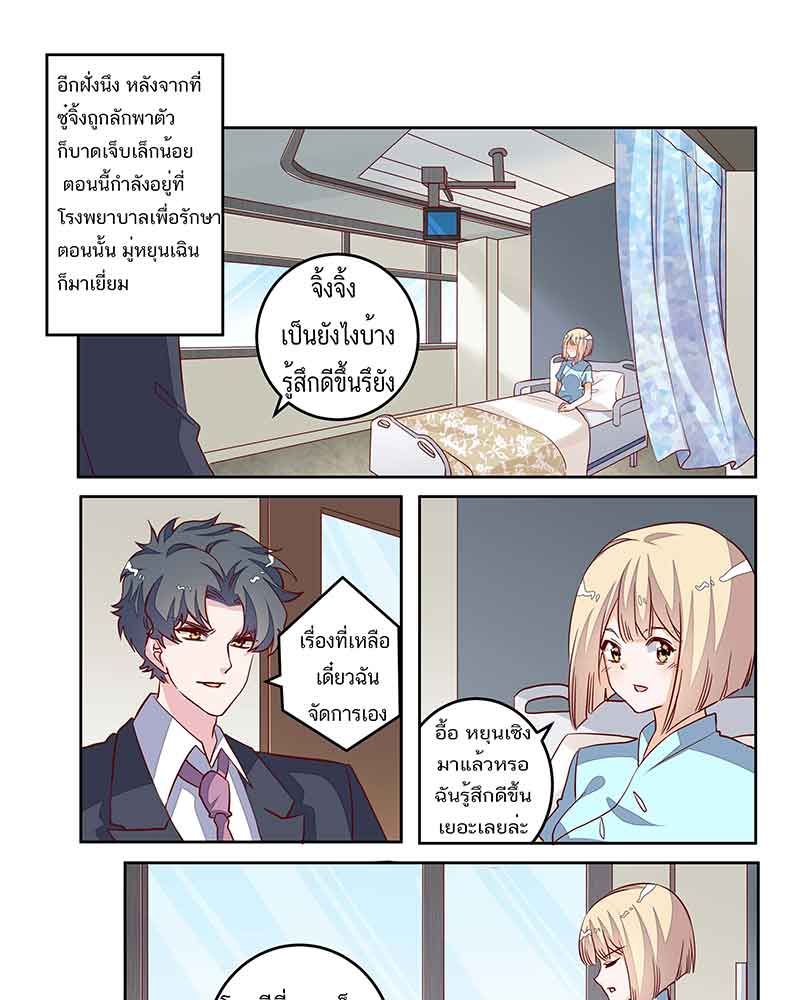 อีกฝั่งนึง หลังจากที่
ซู๋จิ้งถูกลักพาตัว
ก็บาดเจ็บเล็กน้อย
ตอนนี้กำลังอยู่ที่
โรงพยาบาลเพื่อรักษา
ตอนนั้น มู่หยุนเฉิน
ก็มาเยี่ยม
จิ้งจิ้ง
เป็นยังไงบ้าง
รู้สึกดีขึ้นรึยัง
เรื่องที่เหลือ
เดี๋ยวฉัน
จัดการเอง
อื้อ หยุนเชิง
มาแล้วหรอ
ฉันรู้สึกดีขึ้น
เยอะเลยล่ะ